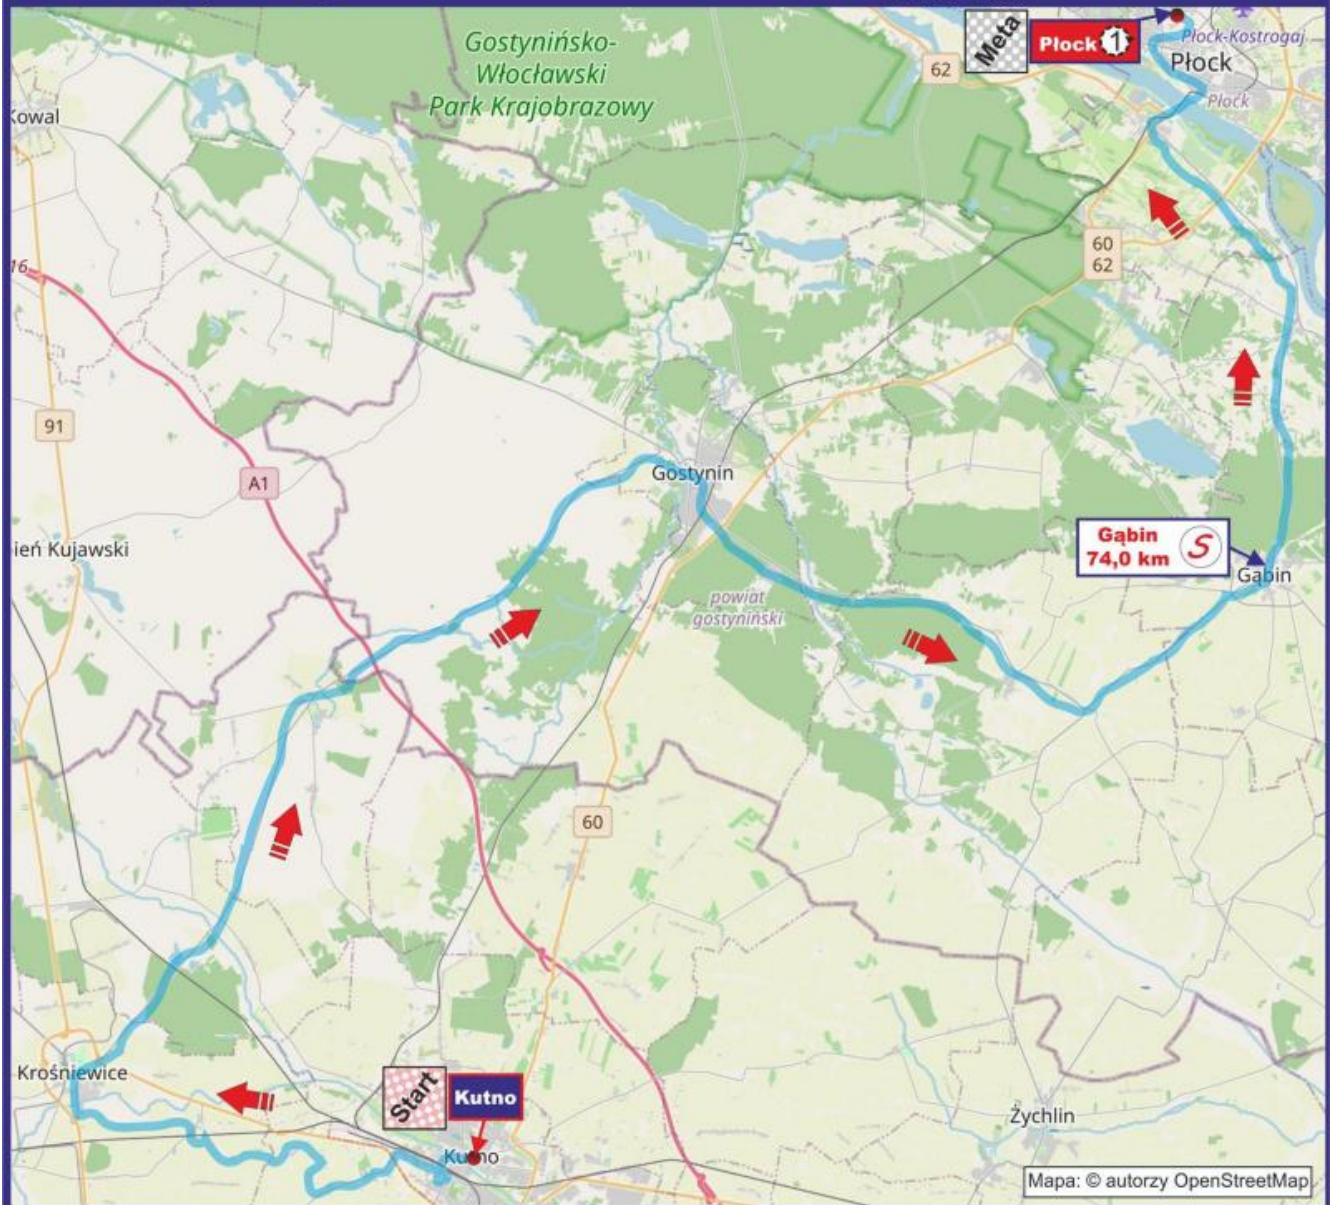 Gostynińsko-
Włocławski
Park Krajobrazowy
62
Meta
Płock 1
Płock-Kostrogaj
Płock
Płock
Kowal
60
62
16
91
A1
Gostynin
ień Kujawski
Gąbin
74,0 km S
Gąbin
powiat
gostyniński
60
Krośniewice
Start
Kutno
Kutno
Żychlin
Mapa: © autorzy OpenStreetMap